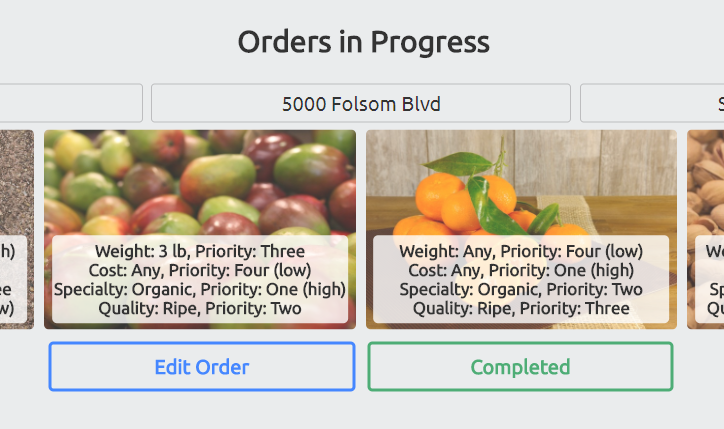 Orders in Progress
5000 Folsom Blvd
S
h)
ee
w)
Weight: 3 lb, Priority: Three
Cost: Any, Priority: Four (low)
Specialty: Organic, Priority: One (high)
Quality: Ripe, Priority: Two
Weight: Any, Priority: Four (low)
Cost: Any, Priority: One (high)
Specialty: Organic, Priority: Two
Quality: Ripe, Priority: Three
We
Sp
Qu
Edit Order
Completed